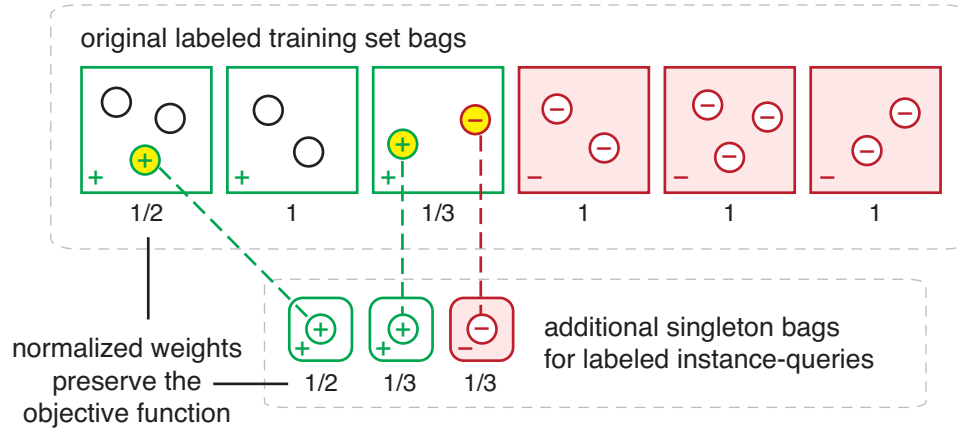 original labeled training set bags
+ + + − − −
+ + − − − − − − − −
1/2 1 1/3 1 1 1
+ + −
+ + −
normalized weights
preserve the
objective function
1/2 1/3 1/3
additional singleton bags
for labeled instance-queries